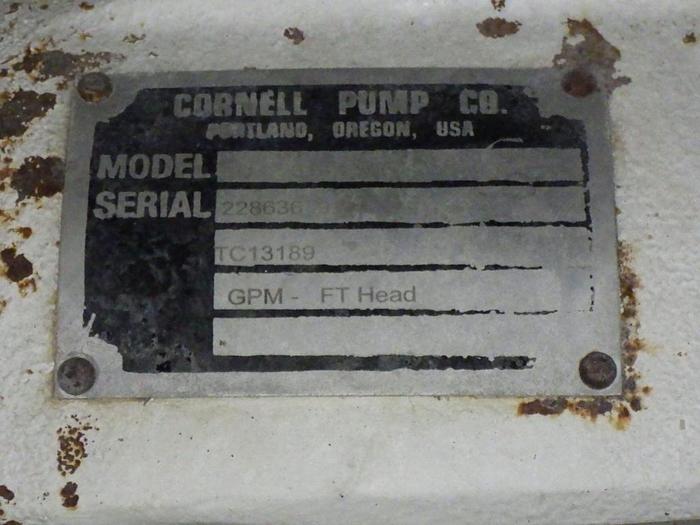 CORNELL PUMP CO.
PORTLAND, OREGON, USA
MODEL
SERIAL 228636
TC13189
GPM - FT Head